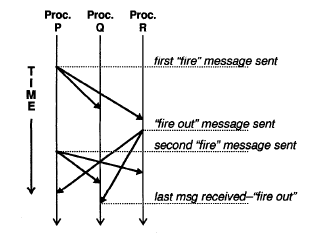 Proc. Proc. Proc.
P Q R
first "fire" message sent
TIME
"fire out" message sent
second "fire" message sent
last msg received–"fire out"